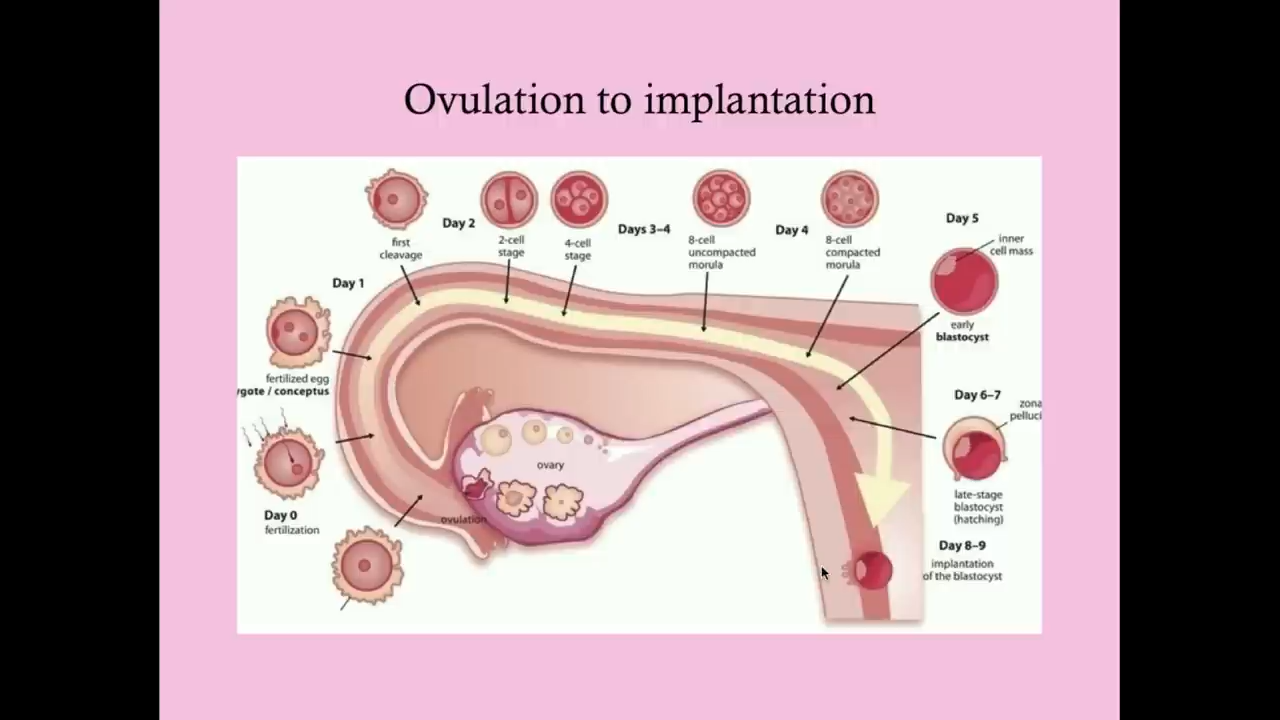 Ovulation to implantation
Day 2
Days 3–4
Day 4
Day 5
first
cleavage
2-cell
stage
4-cell
stage
8-cell
uncompacted
morula
8-cell
compacted
morula
inner
cell mass
Day 1
early
blastocyst
fertilized egg
ygote / conceptus
Day 6–7
zona
pelluci
ovary
ovulation
Day 0
fertilization
late-stage
blastocyst
(hatching)
Day 8–9
implantation
of the blastocyst